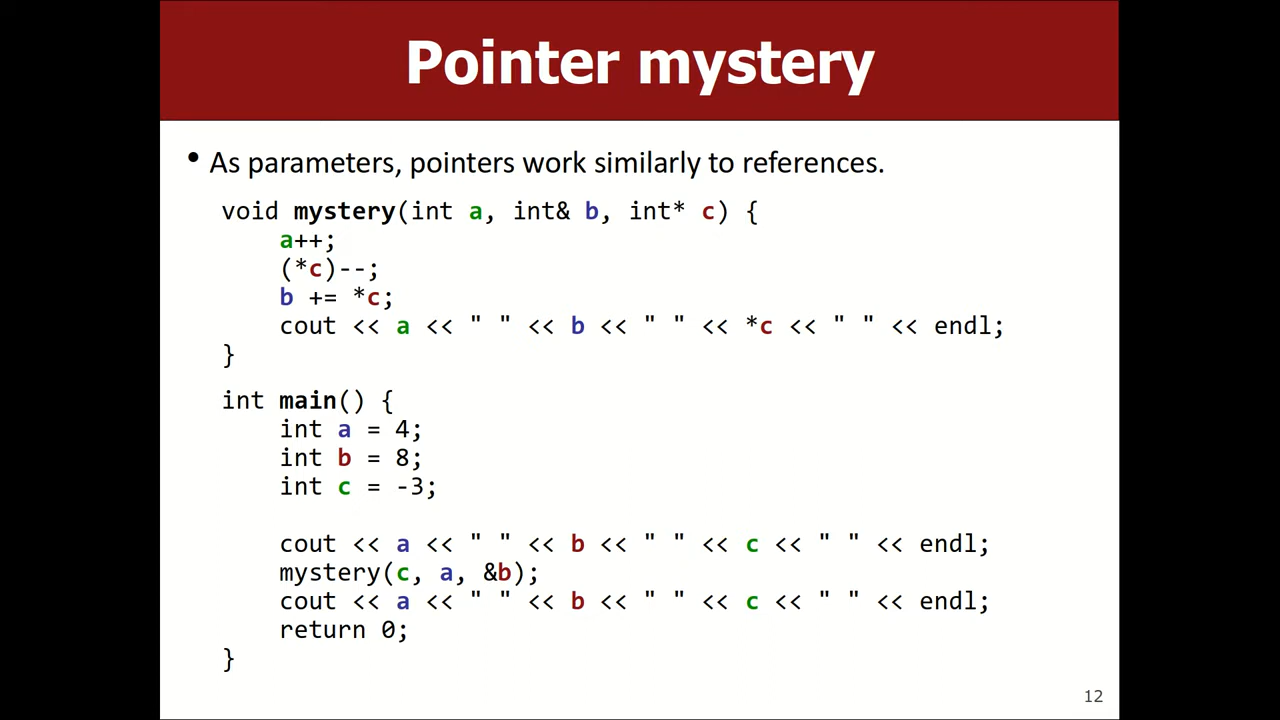 Pointer mystery
• As parameters, pointers work similarly to references.
void mystery(int a, int& b, int* c) {
    a++;
    (*c)--;
    b += *c;
    cout << a << " " << b << " " << *c << " " << endl;
}
int main() {
    int a = 4;
    int b = 8;
    int c = -3;
    cout << a << " " << b << " " << c << " " << endl;
    mystery(c, a, &b);
    cout << a << " " << b << " " << c << " " << endl;
    return 0;
}
12